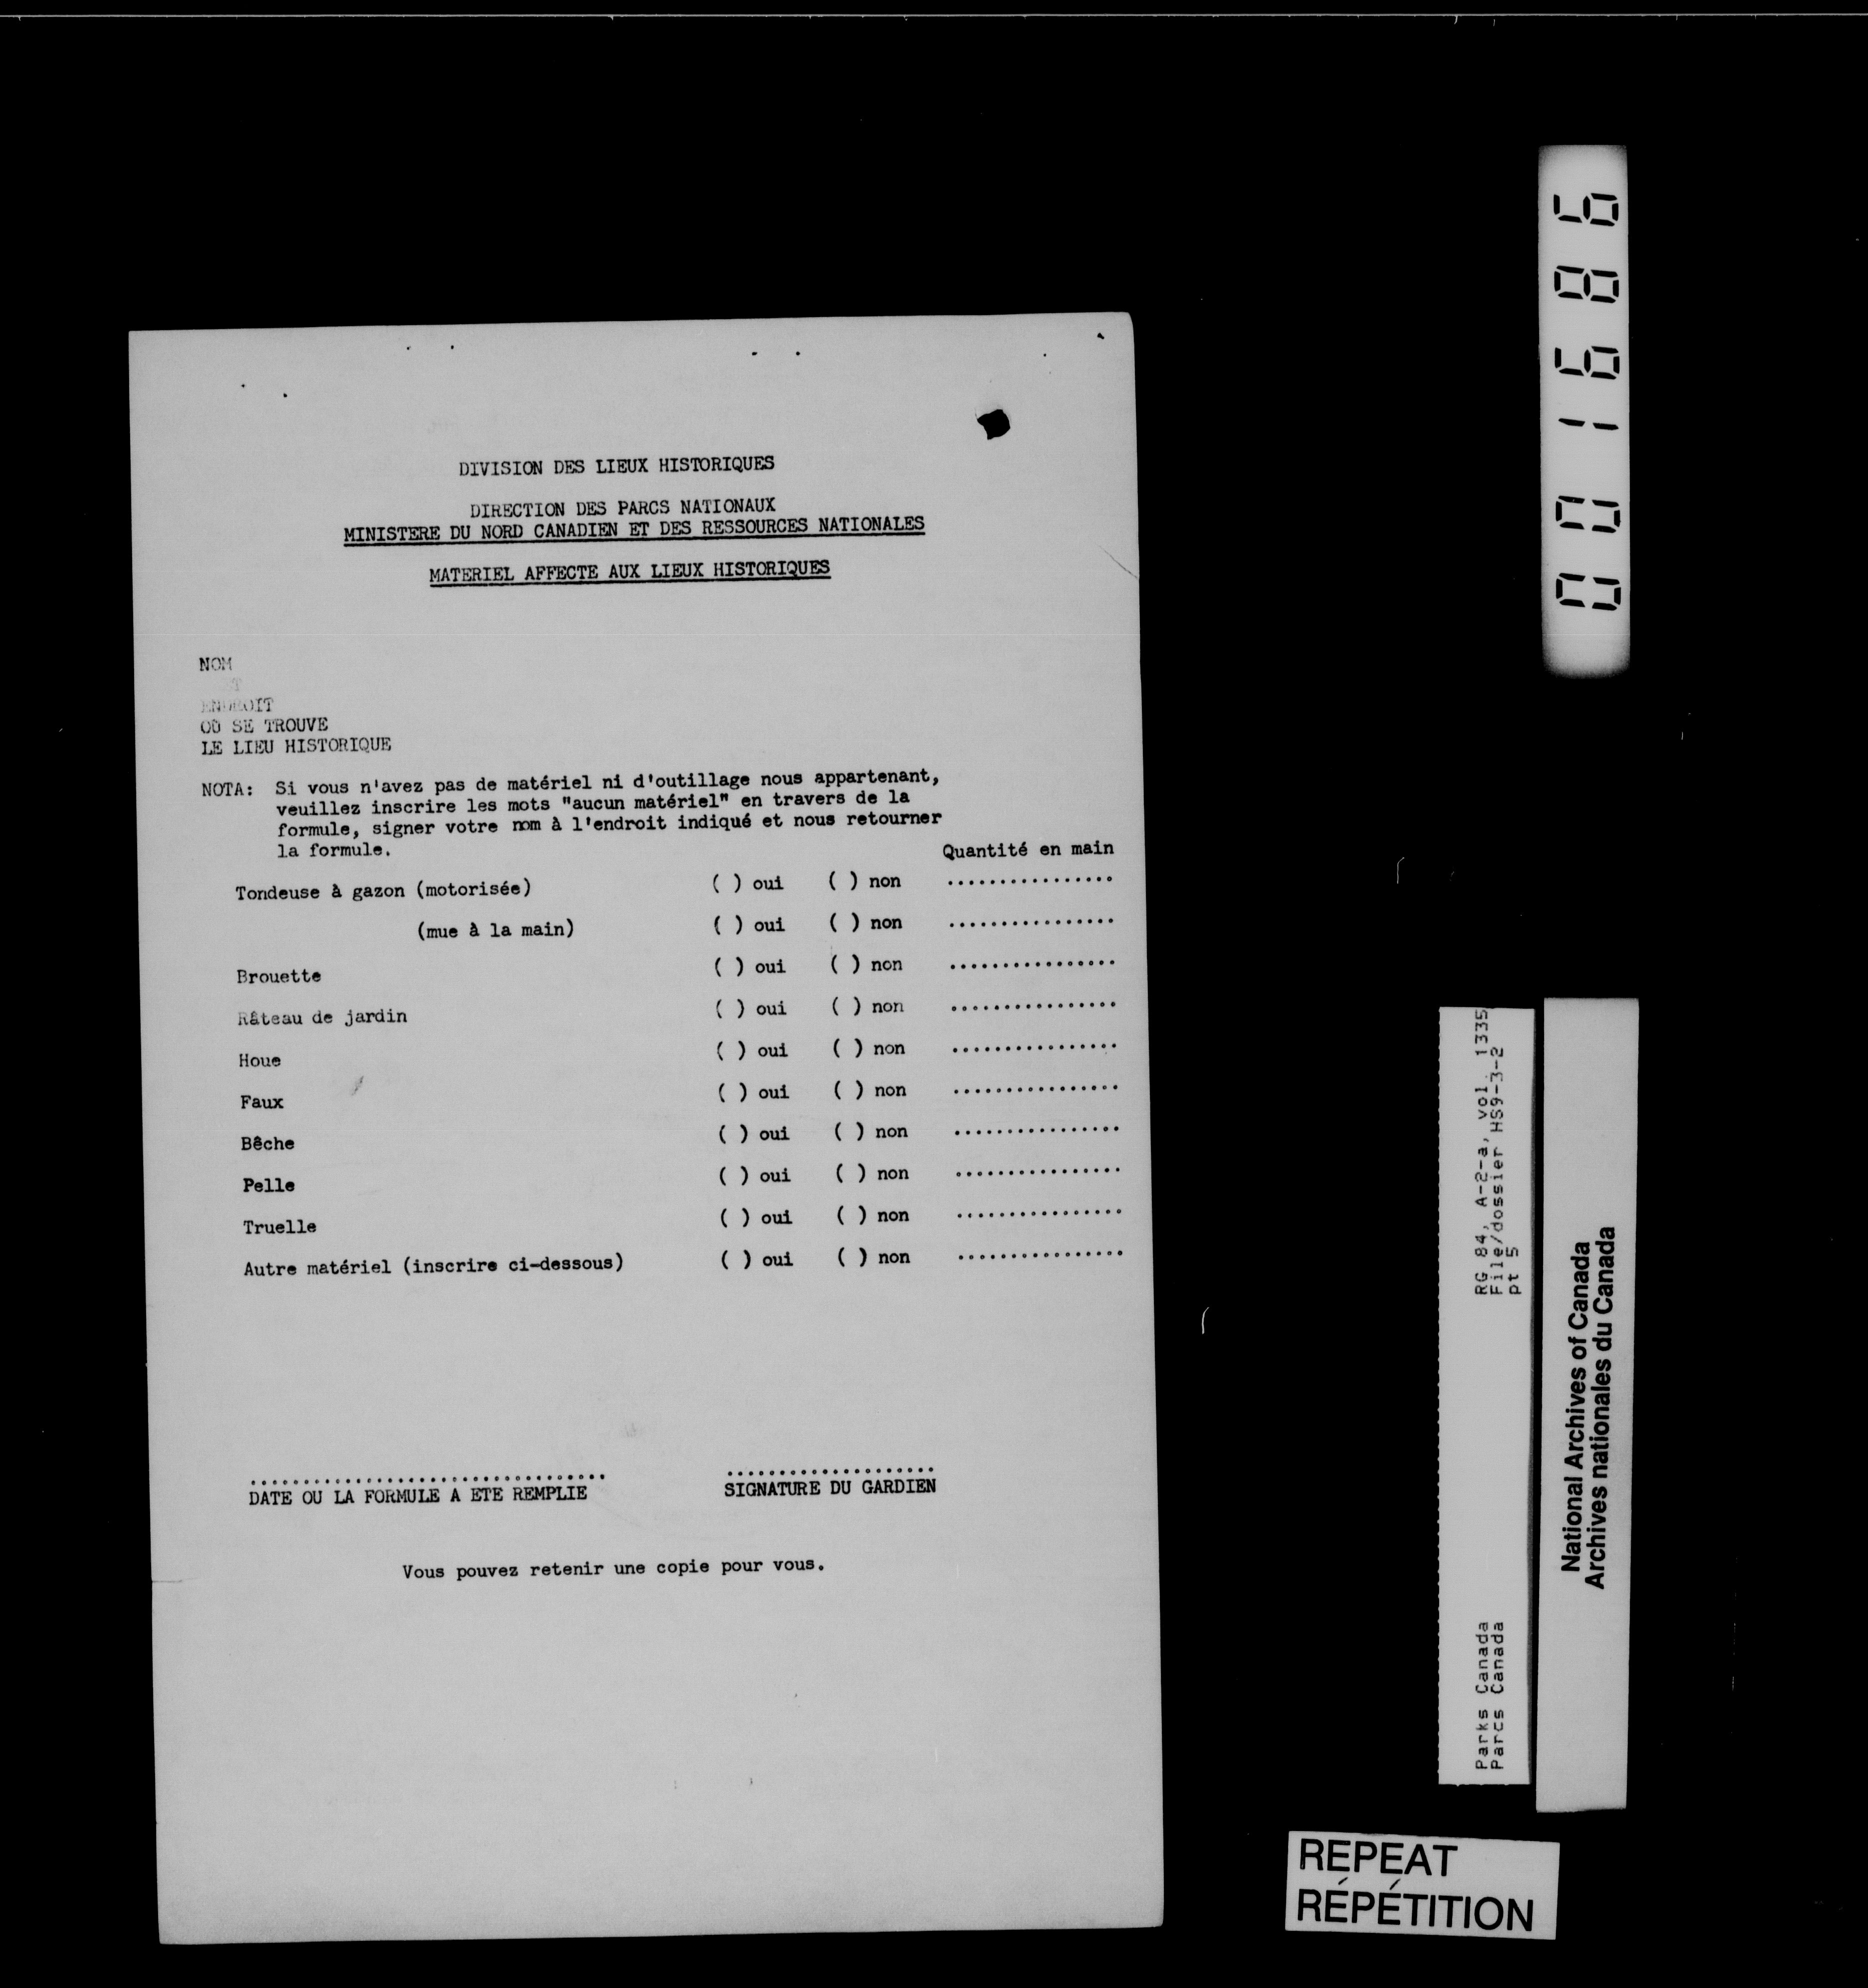 DIVISION DES LIEUX HISTORIQUES
DIRECTION DES PARCS NATIONAUX
MINISTERE DU NORD CANADIEN ET DES RESSOURCES NATIONALES
MATERIEL AFFECTE AUX LIEUX HISTORIQUES
NOM
ET
ENDROIT
OÙ SE TROUVE
LE LIEU HISTORIQUE
NOTA: Si vous n'avez pas de matériel ni d'outillage nous appartenant,
veuillez inscrire les mots "aucun matériel" en travers de la
formule, signer votre nom à l'endroit indiqué et nous retourner
la formule.
Quantité en main
Tondeuse à gazon (motorisée) ( ) oui ( ) non ................
(mue à la main) ( ) oui ( ) non ................
Brouette ( ) oui ( ) non ................
Râteau de jardin ( ) oui ( ) non ................
Houe ( ) oui ( ) non ................
Faux ( ) oui ( ) non ................
Bêche ( ) oui ( ) non ................
Pelle ( ) oui ( ) non ................
Truelle ( ) oui ( ) non ................
Autre matériel (inscrire ci-dessous) ( ) oui ( ) non ................
.................................. ....................
DATE OU LA FORMULE A ETE REMPLIE SIGNATURE DU GARDIEN
Vous pouvez retenir une copie pour vous.
001686
RG 84, A-2-a, vol. 1335
File/dossier HS9-3-2
pt 5
Parks Canada
Parcs Canada
National Archives of Canada
Archives nationales du Canada
REPEAT
RÉPÉTITION